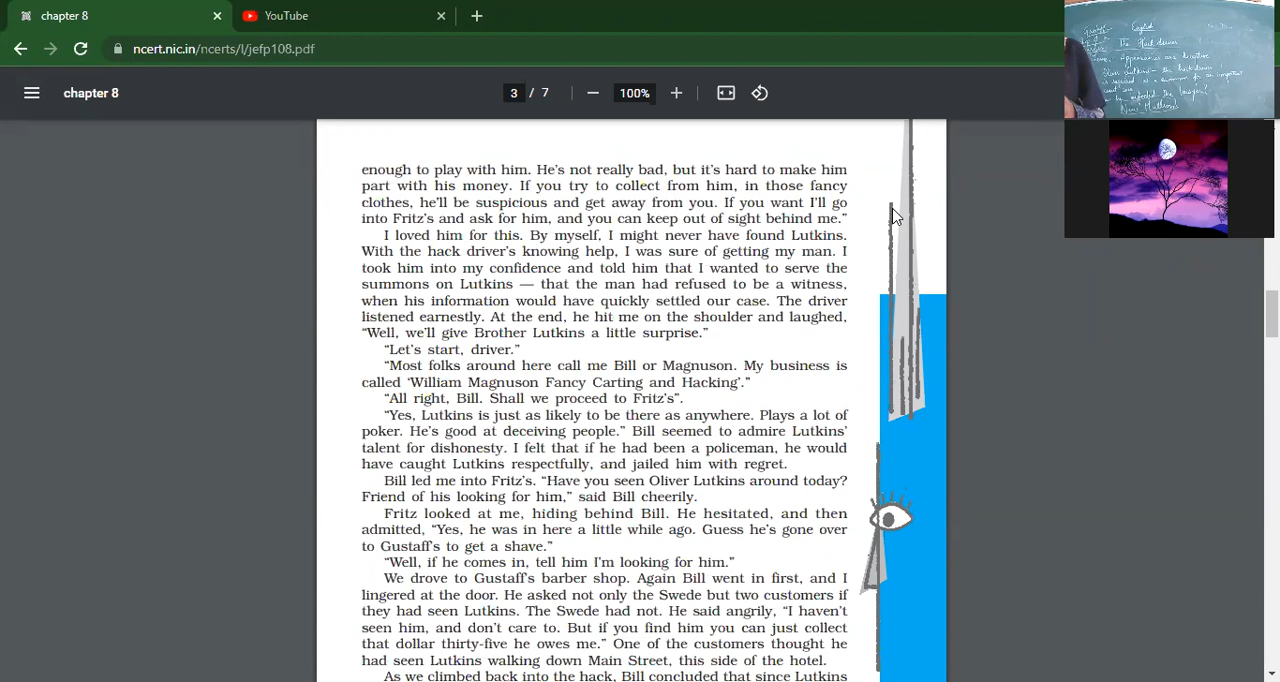 chapter 8
YouTube
ncert.nic.in/ncerts/l/jefp108.pdf
chapter 8
3 / 7
100%
English
The Hack driver
Appearances are deceptive
enough to play with him. He's not really bad, but it's hard to make him
part with his money. If you try to collect from him, in those fancy
clothes, he'll be suspicious and get away from you. If you want I'll go
into Fritz's and ask for him, and you can keep out of sight behind me.”
I loved him for this. By myself, I might never have found Lutkins.
With the hack driver's knowing help, I was sure of getting my man. I
took him into my confidence and told him that I wanted to serve the
summons on Lutkins — that the man had refused to be a witness,
when his information would have quickly settled our case. The driver
listened earnestly. At the end, he hit me on the shoulder and laughed,
“Well, we'll give Brother Lutkins a little surprise.”
“Let's start, driver.”
“Most folks around here call me Bill or Magnuson. My business is
called ‘William Magnuson Fancy Carting and Hacking’.”
“All right, Bill. Shall we proceed to Fritz's”.
“Yes, Lutkins is just as likely to be there as anywhere. Plays a lot of
poker. He's good at deceiving people.” Bill seemed to admire Lutkins'
talent for dishonesty. I felt that if he had been a policeman, he would
have caught Lutkins respectfully, and jailed him with regret.
Bill led me into Fritz's. “Have you seen Oliver Lutkins around today?
Friend of his looking for him,” said Bill cheerily.
Fritz looked at me, hiding behind Bill. He hesitated, and then
admitted, “Yes, he was in here a little while ago. Guess he's gone over
to Gustaff's to get a shave.”
“Well, if he comes in, tell him I'm looking for him.”
We drove to Gustaff's barber shop. Again Bill went in first, and I
lingered at the door. He asked not only the Swede but two customers if
they had seen Lutkins. The Swede had not. He said angrily, “I haven't
seen him, and don't care to. But if you find him you can just collect
that dollar thirty-five he owes me.” One of the customers thought he
had seen Lutkins walking down Main Street, this side of the hotel.
As we climbed back into the hack, Bill concluded that since Lutkins